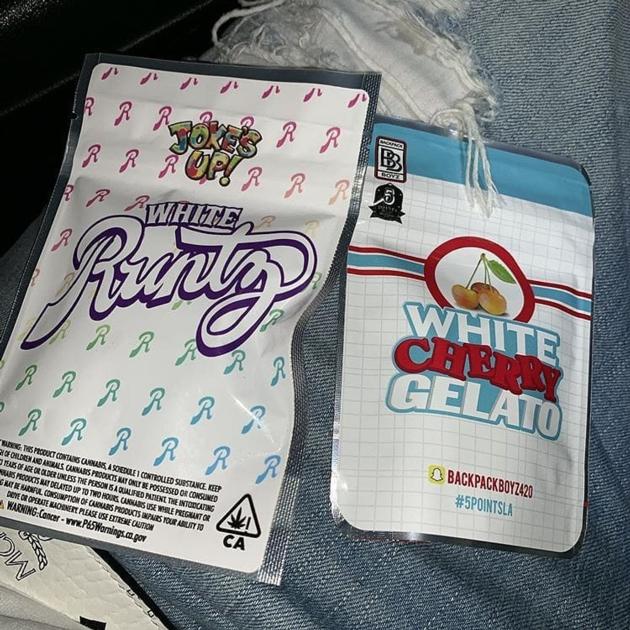 JOKE'S
UP!
WHITE
Runtz
WARNING: THIS PRODUCT CONTAINS CANNABIS, A SCHEDULE 1 CONTROLLED SUBSTANCE. KEEP
OF CHILDREN AND ANIMALS. CANNABIS PRODUCTS MAY ONLY BE POSSESSED OR CONSUMED
YEARS OF AGE OR OLDER UNLESS THE PERSON IS A QUALIFIED PATIENT. THE INTOXICATING
CANNABIS PRODUCTS MAY BE DELAYED UP TO TWO HOURS. CANNABIS USE WHILE PREGNANT OR
MAY BE HARMFUL. CONSUMPTION OF CANNABIS PRODUCTS IMPAIRS YOUR ABILITY TO
DRIVE OR OPERATE MACHINERY. PLEASE USE EXTREME CAUTION
WARNING: Cancer - www.P65Warnings.ca.gov
CA
BACKPACK
BB
BOYZ
5
WHITE
CHERRY
GELATO
BACKPACKBOYZ420
#5POINTSLA